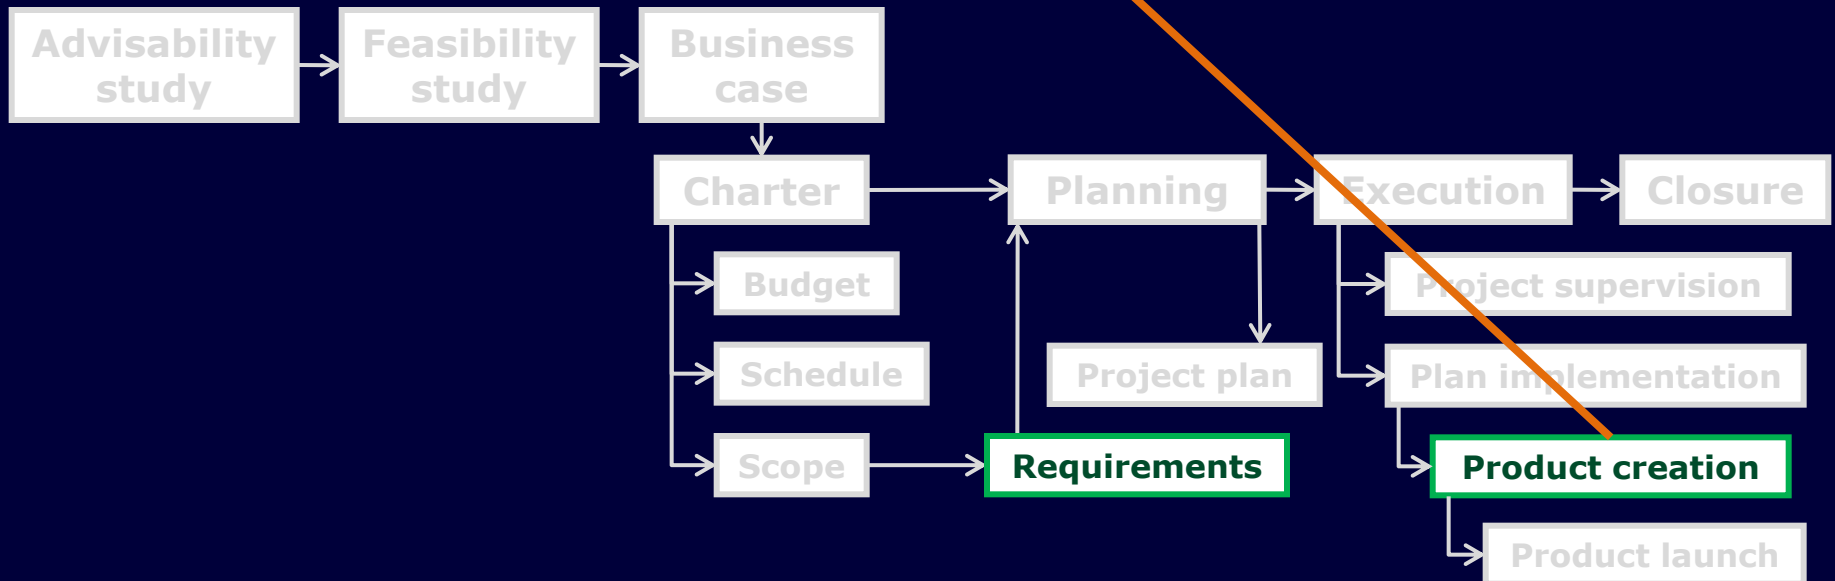 Advisability
study
Feasibility
study
Business
case
Charter
Planning
Execution
Closure
Budget
Project supervision
Schedule
Project plan
Plan implementation
Scope
Requirements
Product creation
Product launch